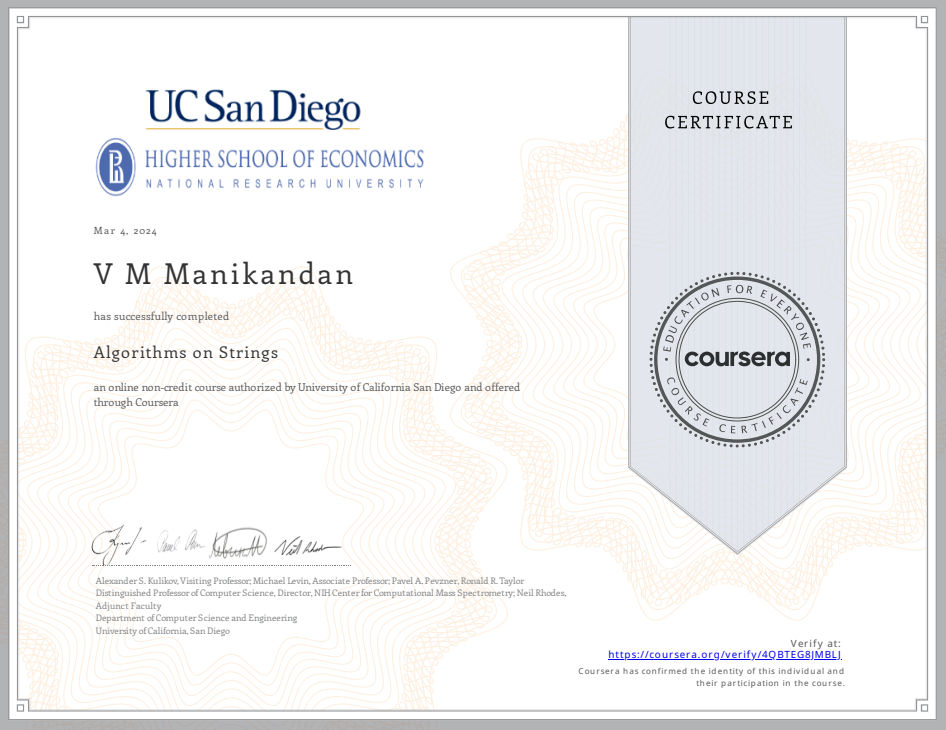 UC San Diego
HIGHER SCHOOL OF ECONOMICS
NATIONAL RESEARCH UNIVERSITY
Mar 4, 2024
V M Manikandan
has successfully completed
Algorithms on Strings
an online non-credit course authorized by University of California San Diego and offered
through Coursera
Alexander S. Kulikov, Visiting Professor; Michael Levin, Associate Professor; Pavel A. Pevzner, Ronald R. Taylor
Distinguished Professor of Computer Science, Director, NIH Center for Computational Mass Spectrometry; Neil Rhodes,
Adjunct Faculty
Department of Computer Science and Engineering
University of California, San Diego
COURSE
CERTIFICATE
EDUCATION FOR EVERYONE
coursera
COURSE CERTIFICATE
Verify at:
https://coursera.org/verify/4QBTEG8JMBLJ
Coursera has confirmed the identity of this individual and
their participation in the course.